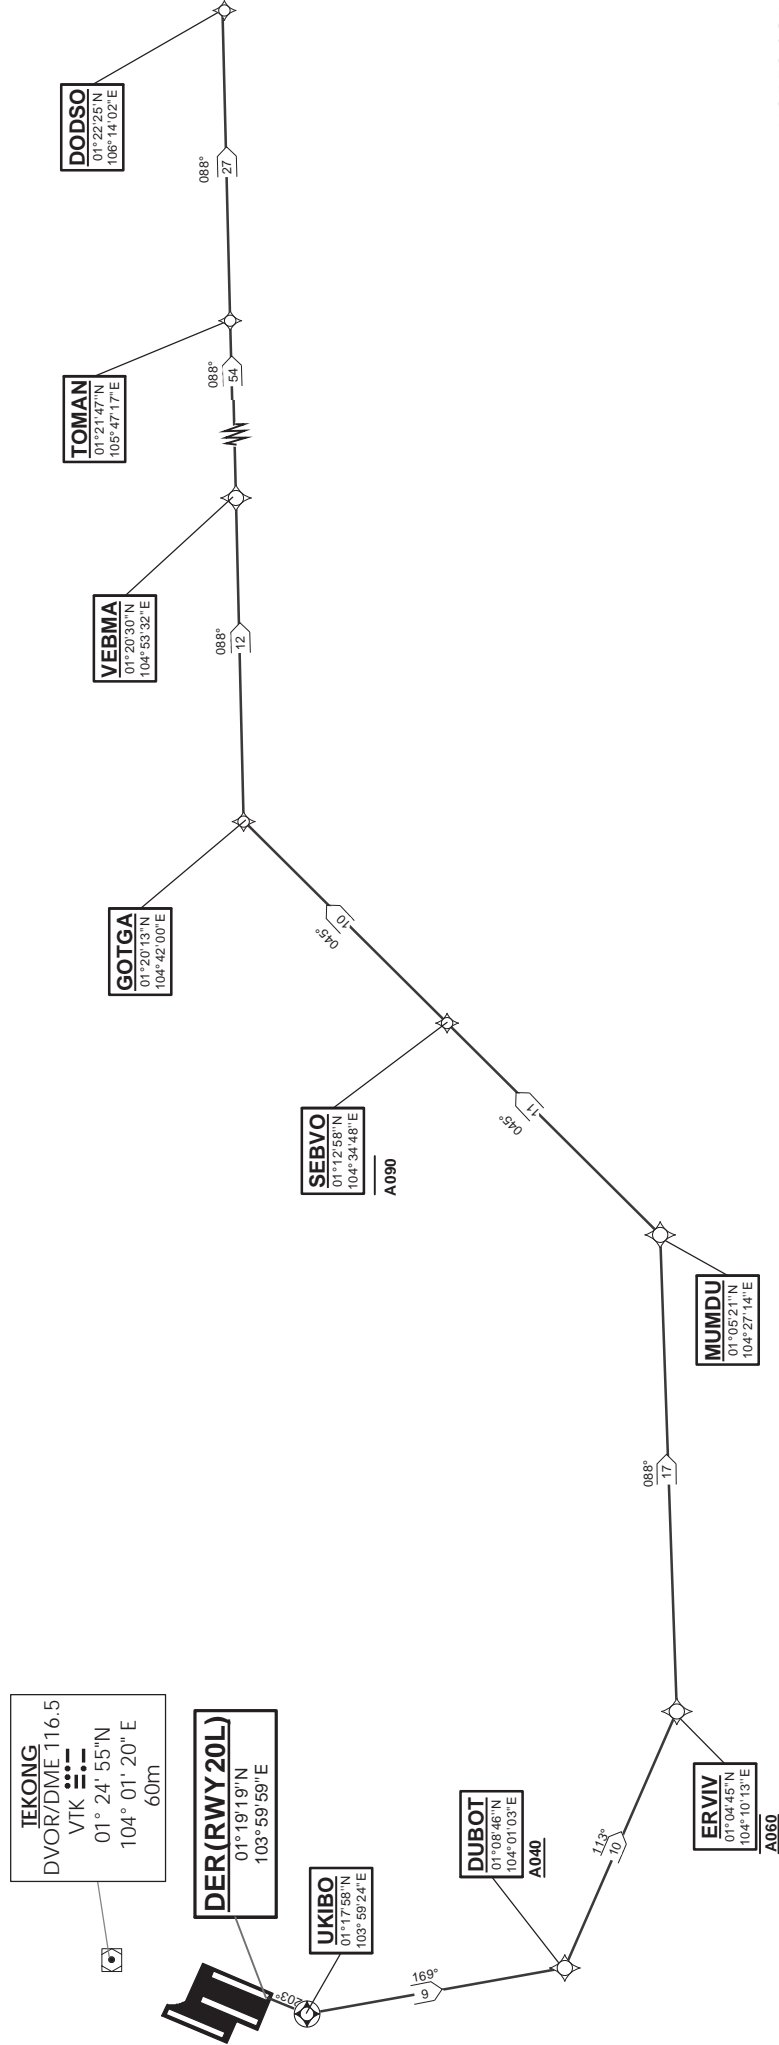 DODSO
01°22'25"N
106°14'02"E
088°
27
TOMAN
01°21'47"N
105°47'17"E
088°
54
VEBMA
01°20'30"N
104°53'32"E
088°
12
GOTGA
01°20'13"N
104°42'00"E
045°
10
SEBVO
01°12'58"N
104°34'48"E
A090
045°
11
MUMDU
01°05'21"N
104°27'14"E
088°
17
TEKONG
DVOR/DME 116.5
VTK
01° 24' 55"N
104° 01' 20" E
60m
DER(RWY20L)
01°19'19"N
103°59'59"E
203°
UKIBO
01°17'58"N
103°59'24"E
169°
9
DUBOT
01°08'46"N
104°01'03"E
A040
113°
10
ERVIV
01°04'45"N
104°10'13"E
A060